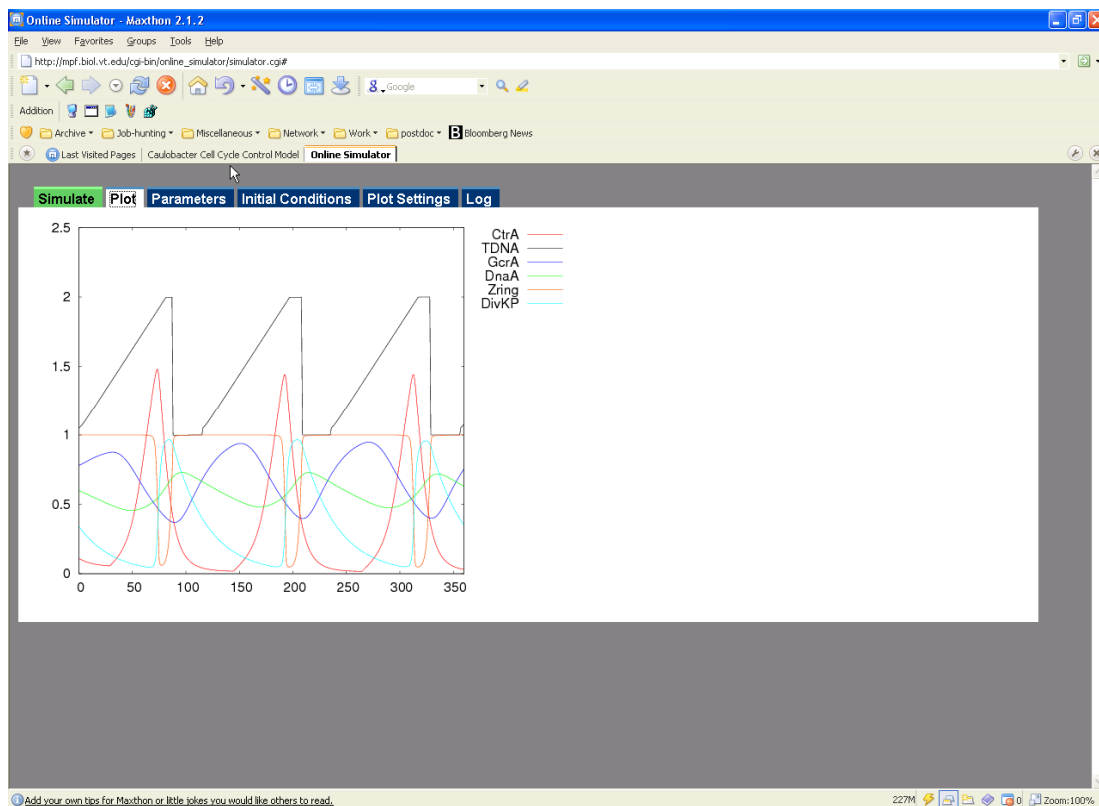 Online Simulator - Maxthon 2.1.2
File View Favorites Groups Tools Help
http://mpf.biol.vt.edu/cgi-bin/online_simulator/simulator.cgi#
8 Google
Addition
Archive Job-hunting Miscellaneous Network Work postdoc B Bloomberg News
Last Visited Pages Caulobacter Cell Cycle Control Model Online Simulator
Simulate Plot Parameters Initial Conditions Plot Settings Log
2.5
2
1.5
1
0.5
0
0 50 100 150 200 250 300 350
CtrA
TDNA
GcrA
DnaA
Zring
DivKP
Add your own tips for Maxthon or little jokes you would like others to read.
227M 0 Zoom:100%